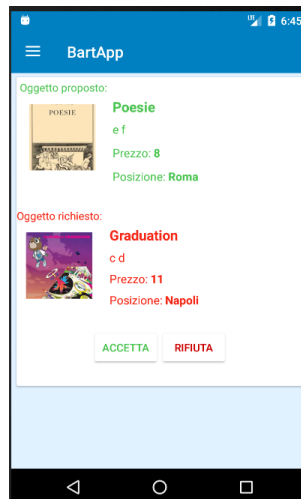 LTE 6:45
BartApp
Oggetto proposto:
POESIE
Poesie
e f
Prezzo: 8
Posizione: Roma
Oggetto richiesto:
Graduation
c d
Prezzo: 11
Posizione: Napoli
ACCETTA RIFIUTA